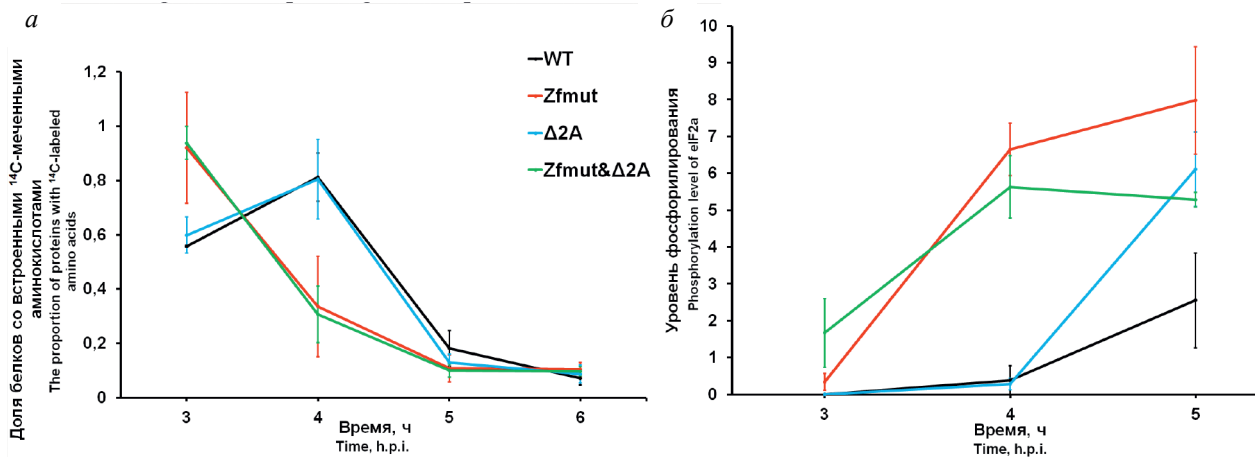 а
Доля белков со встроенными ¹⁴С-меченными
аминокислотами
The proportion of proteins with ¹⁴C-labeled
amino acids
1,2
1
0,8
0,6
0,4
0,2
0
3
4
5
6
Время, ч
Time, h.p.i.
WT
Zfmut
Δ2A
Zfmut&Δ2A
б
Уровень фосфорилирования
Phosphorylation level of eIF2a
10
9
8
7
6
5
4
3
2
1
0
3
4
5
Время, ч
Time, h.p.i.